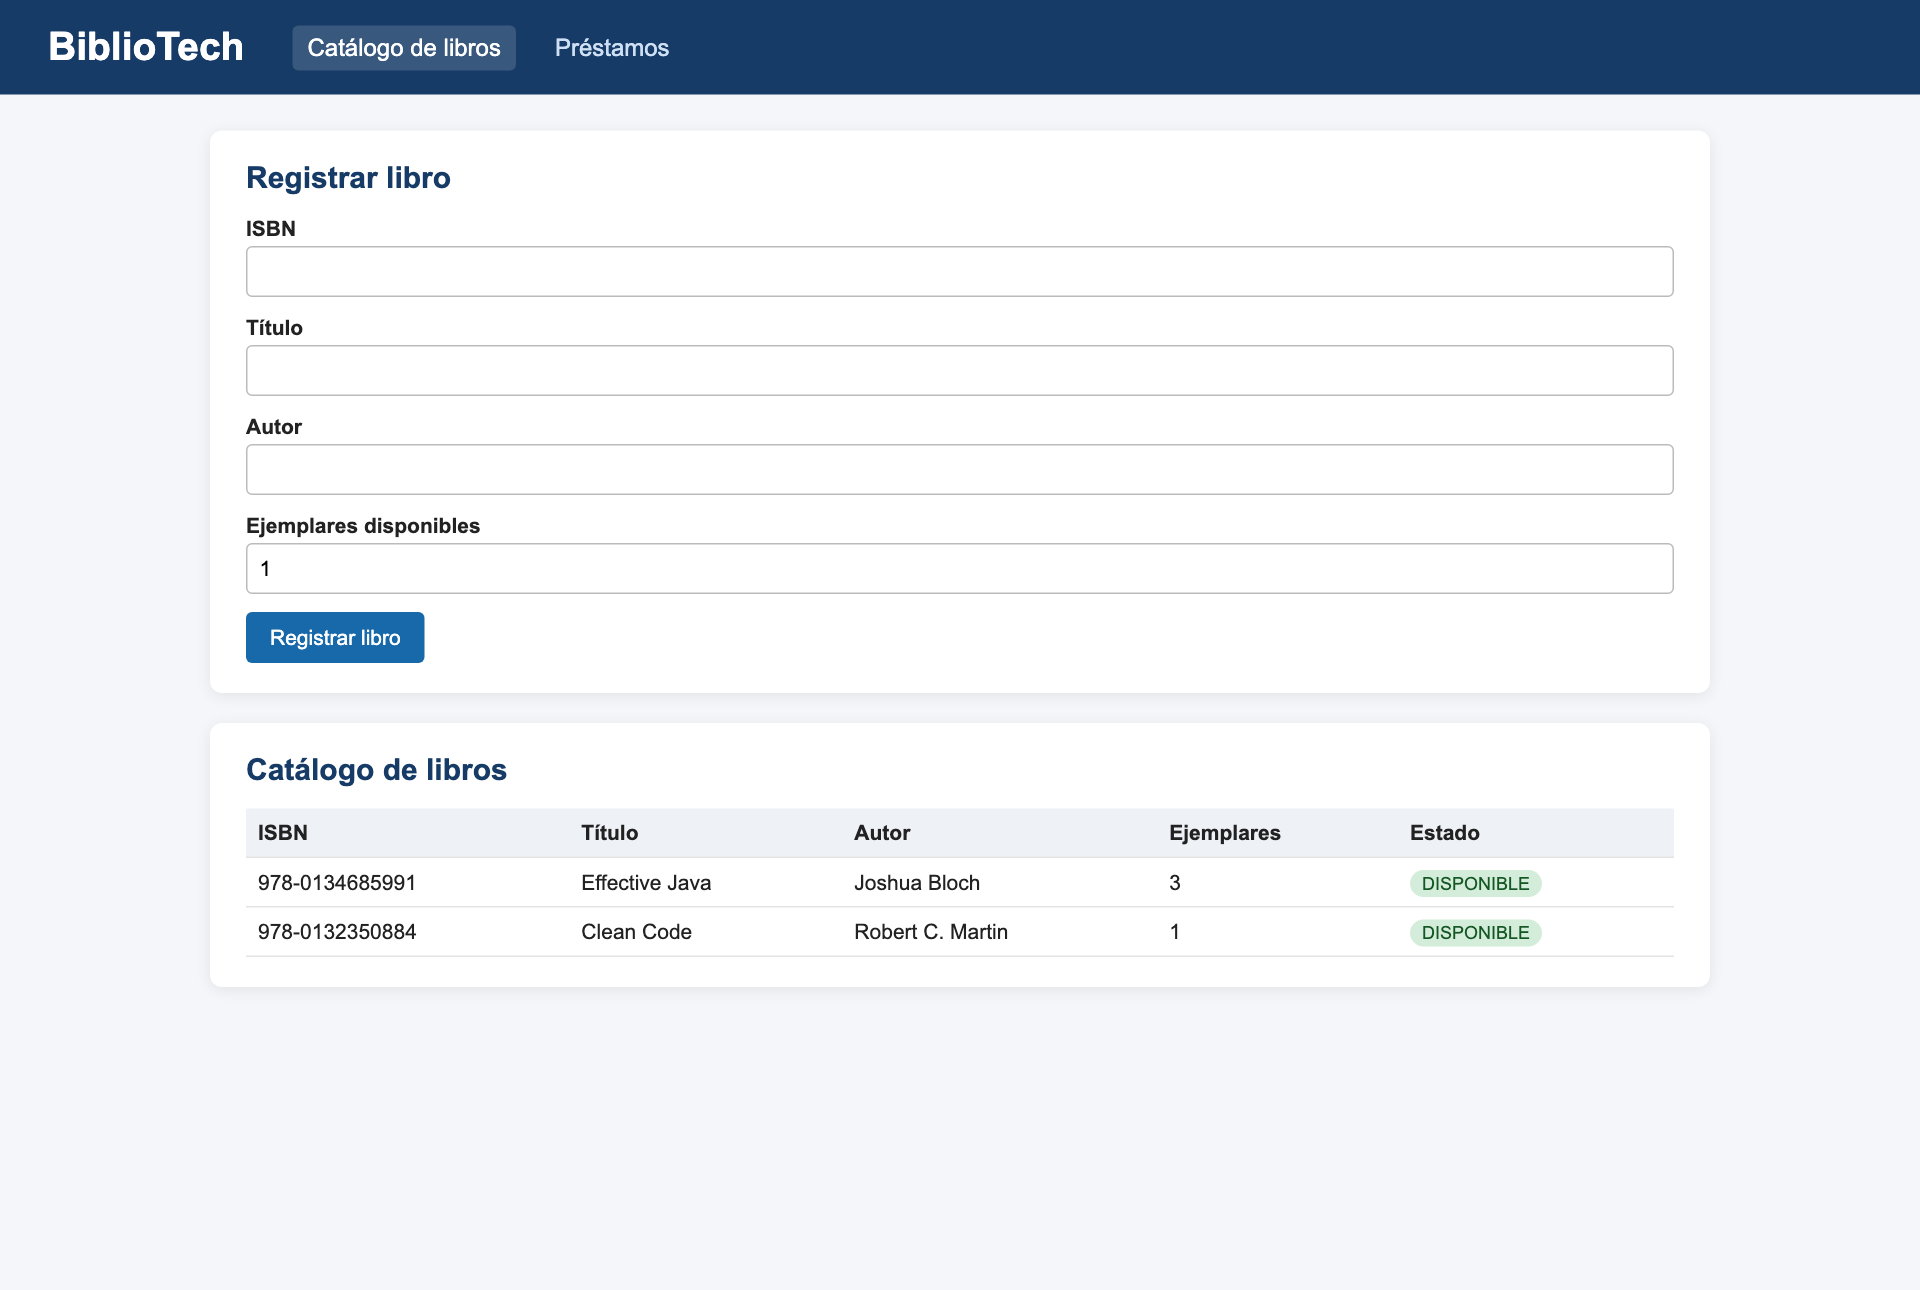 BiblioTech Catálogo de libros Préstamos
Registrar libro
ISBN
Título
Autor
Ejemplares disponibles
1
Registrar libro
Catálogo de libros
ISBN Título Autor Ejemplares Estado
978-0134685991 Effective Java Joshua Bloch 3 DISPONIBLE
978-0132350884 Clean Code Robert C. Martin 1 DISPONIBLE